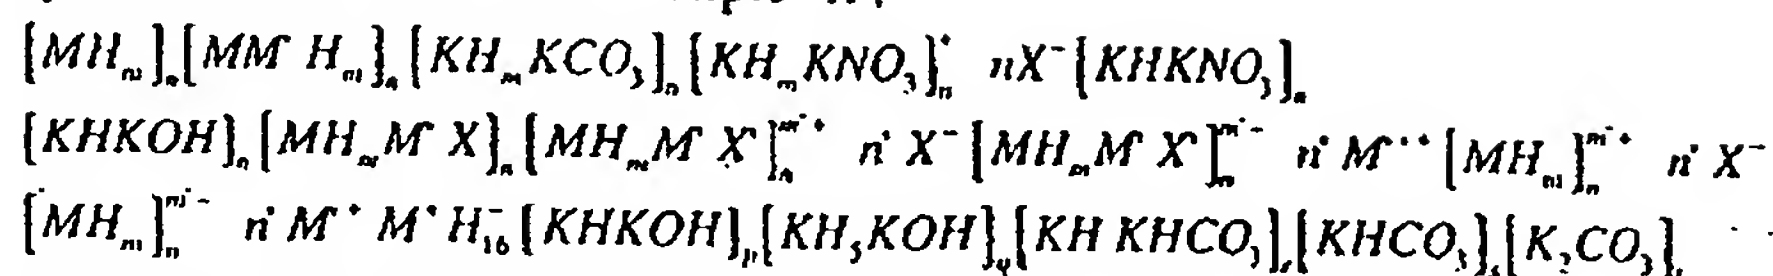 [MH_m]_n [MM' H_m]_n [KH_m KCO_3]_n [KH_m KNO_3]_n^+ nX^- [KHKNO_3]_n
[KHKOH]_n [MH_m M' X]_n [MH_m M' X']_n^{m'+} n' X^- [MH_m M' X']_n^{m'-} n' M''^+ [MH_m]_n^{m'+} n' X^-
[MH_m]_n^{m'-} n' M^+ M^+ H_{16}^- [KHKOH]_p [KH_5 KOH]_q [KH KHCO_3]_r [KHCO_3]_s [K_2CO_3]_t